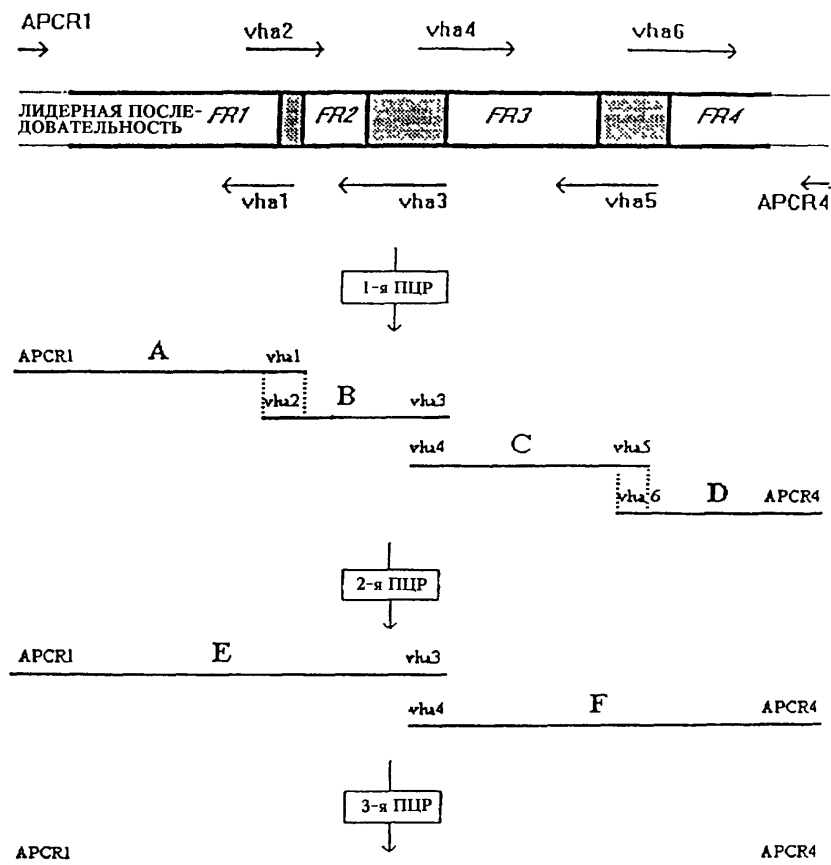 APCR1
vha2 vha4 vha6
ЛИДЕРНАЯ ПОСЛЕ-
ДОВАТЕЛЬНОСТЬ FR1 FR2 FR3 FR4
vha1 vha3 vha5 APCR4
1-я ПЦР
APCR1 A vha1
vha2 B vha3
vha4 C vha5
vha6 D APCR4
2-я ПЦР
APCR1 E vha3
vha4 F APCR4
3-я ПЦР
APCR1 APCR4